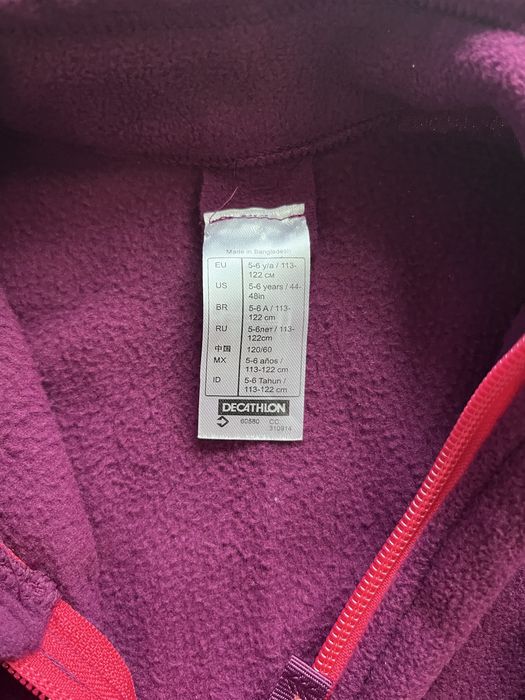 Made in Bangladesh
EU 5-6 y/a / 113-
122 CM
US 5-6 years / 44-
48in
BR 5-6 A / 113-
122 cm
RU 5-6лет / 113-
122cm
中国 120/60
MX 5-6 años /
113-122 cm
ID 5-6 Tahun /
113-122 cm
DECATHLON
60880 CC
310914